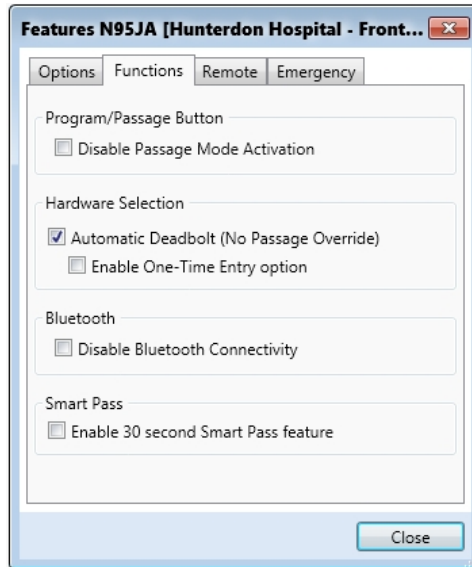 Features N95JA [Hunterdon Hospital - Front...
Options Functions Remote Emergency
Program/Passage Button
Disable Passage Mode Activation
Hardware Selection
Automatic Deadbolt (No Passage Override)
Enable One-Time Entry option
Bluetooth
Disable Bluetooth Connectivity
Smart Pass
Enable 30 second Smart Pass feature
Close